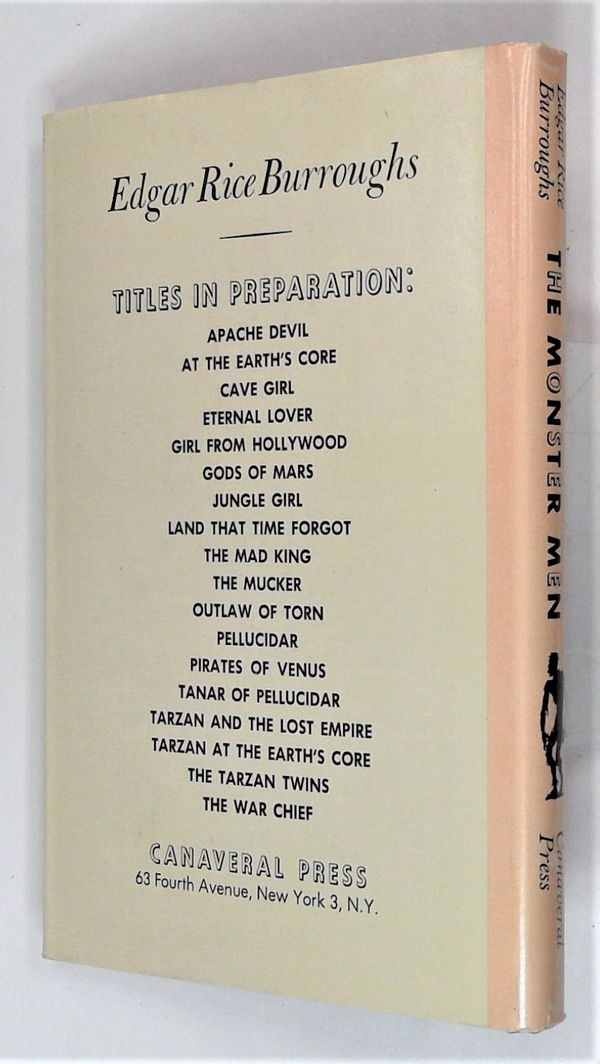 Edgar Rice Burroughs
TITLES IN PREPARATION:
APACHE DEVIL
AT THE EARTH'S CORE
CAVE GIRL
ETERNAL LOVER
GIRL FROM HOLLYWOOD
GODS OF MARS
JUNGLE GIRL
LAND THAT TIME FORGOT
THE MAD KING
THE MUCKER
OUTLAW OF TORN
PELLUCIDAR
PIRATES OF VENUS
TANAR OF PELLUCIDAR
TARZAN AND THE LOST EMPIRE
TARZAN AT THE EARTH'S CORE
THE TARZAN TWINS
THE WAR CHIEF
CANAVERAL PRESS
63 Fourth Avenue, New York 3, N.Y.
Edgar Rice
Burroughs
THE MONSTER MEN
Canaveral
Press